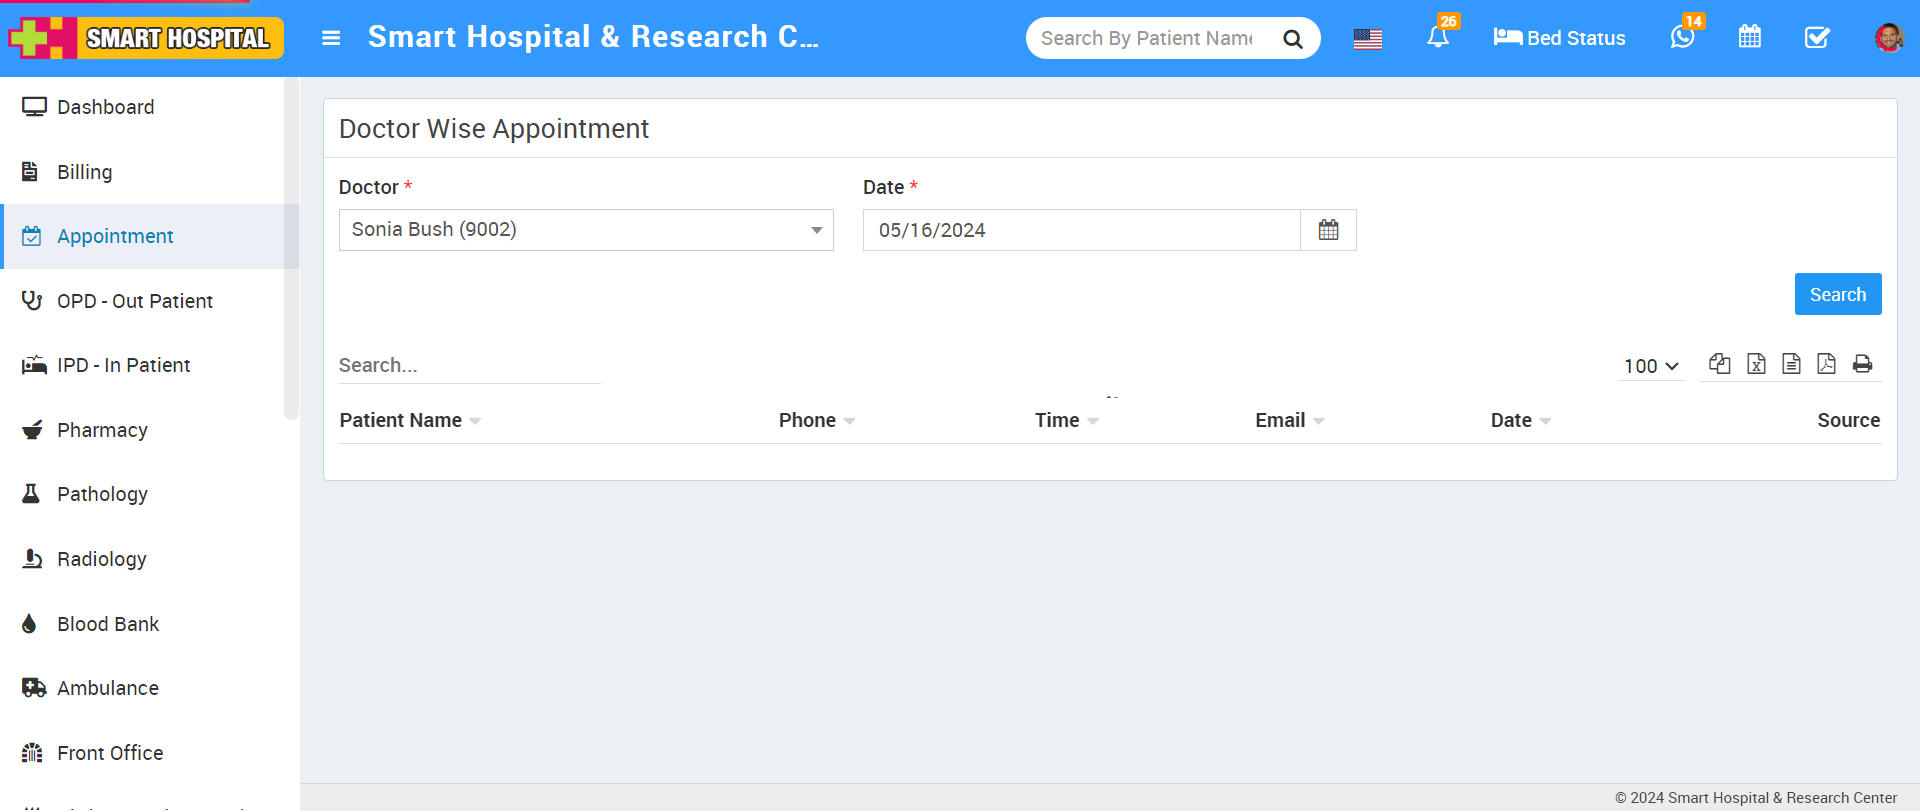 SMART HOSPITAL
Smart Hospital & Research C...
Search By Patient Name
26
Bed Status
14
Dashboard
Billing
Appointment
OPD - Out Patient
IPD - In Patient
Pharmacy
Pathology
Radiology
Blood Bank
Ambulance
Front Office
Doctor Wise Appointment
Doctor *
Date *
Sonia Bush (9002)
05/16/2024
Search
Search...
100
Patient Name
Phone
Time
Email
Date
Source
© 2024 Smart Hospital & Research Center